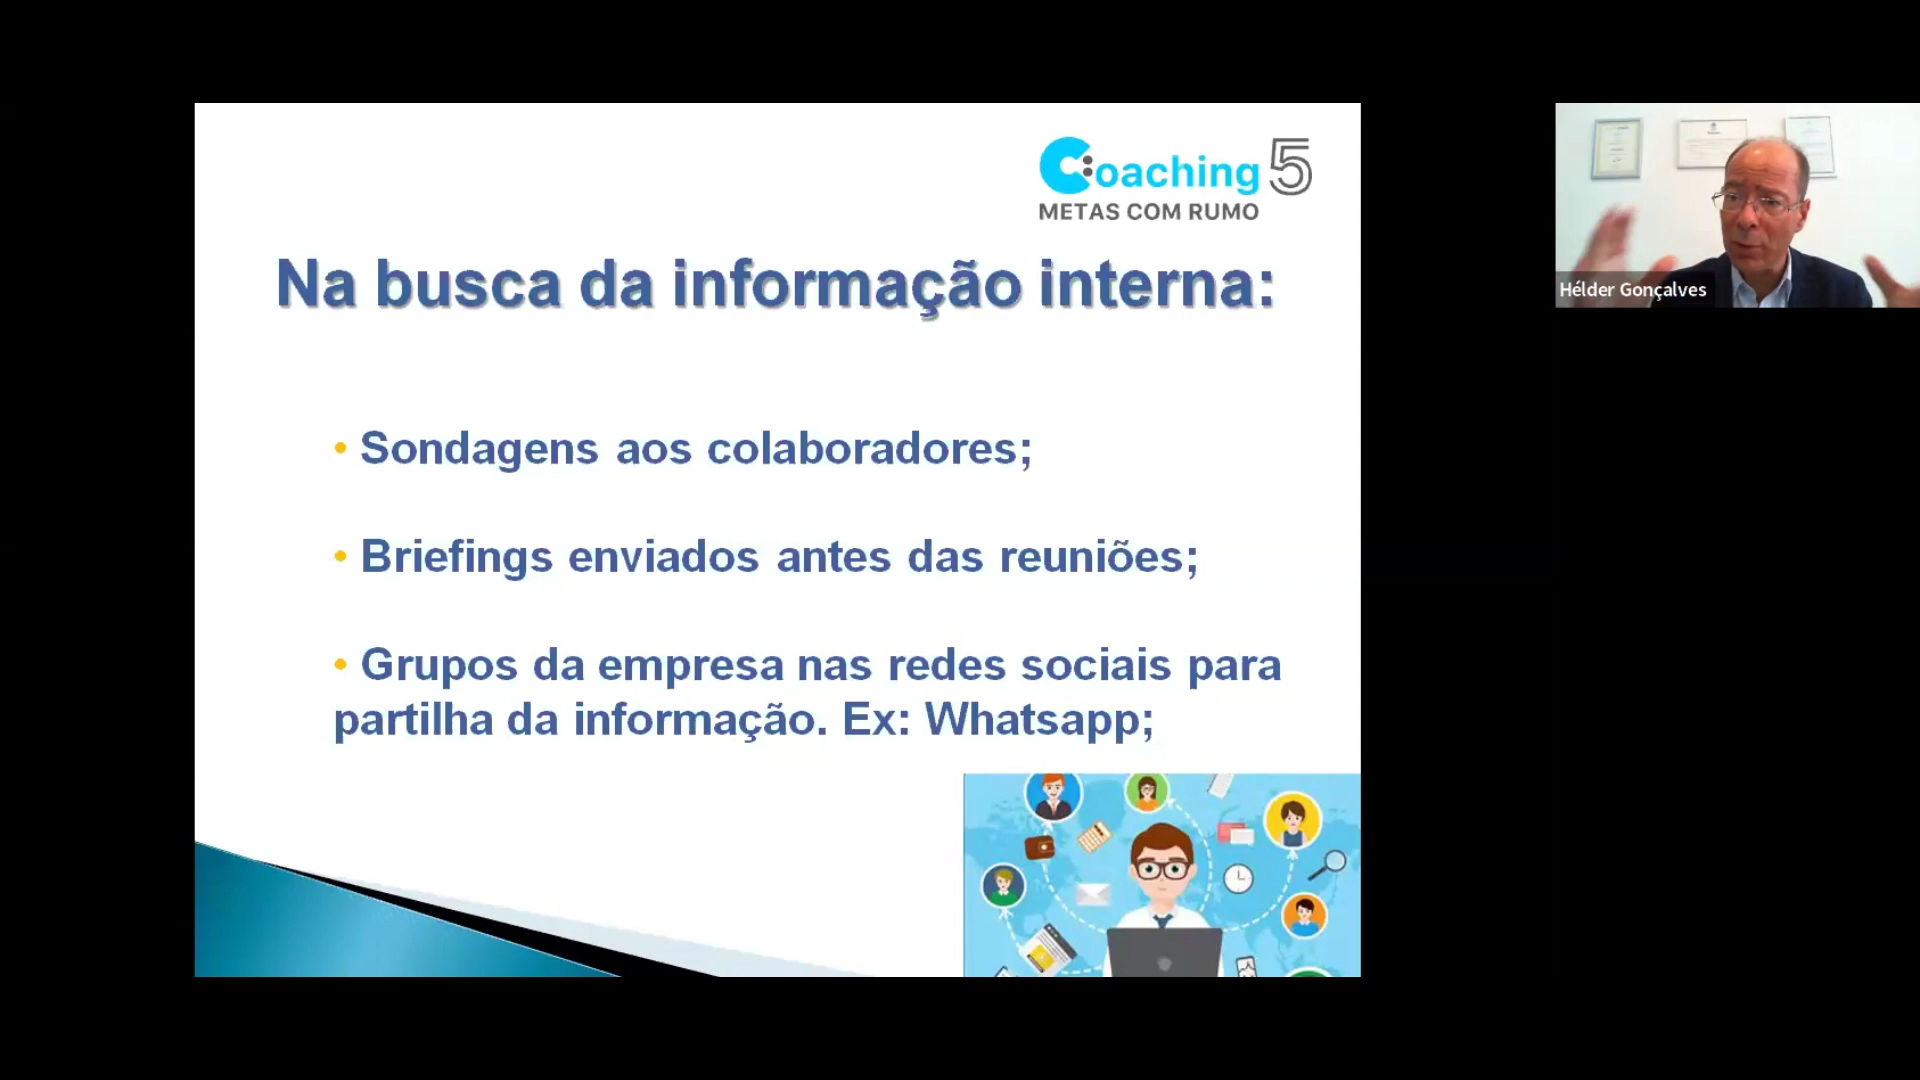 Coaching 5
METAS COM RUMO
Na busca da informação interna:
• Sondagens aos colaboradores;
• Briefings enviados antes das reuniões;
• Grupos da empresa nas redes sociais para
partilha da informação. Ex: Whatsapp;
Hélder Gonçalves